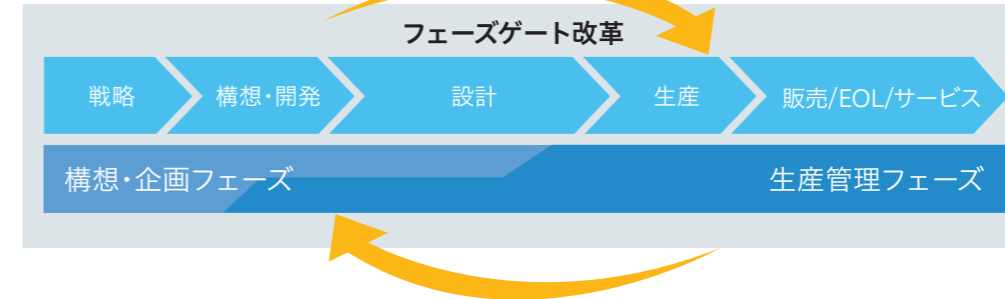 フェーズゲート改革
戦略
構想・開発
設計
生産
販売/EOL/サービス
構想・企画フェーズ
生産管理フェーズ